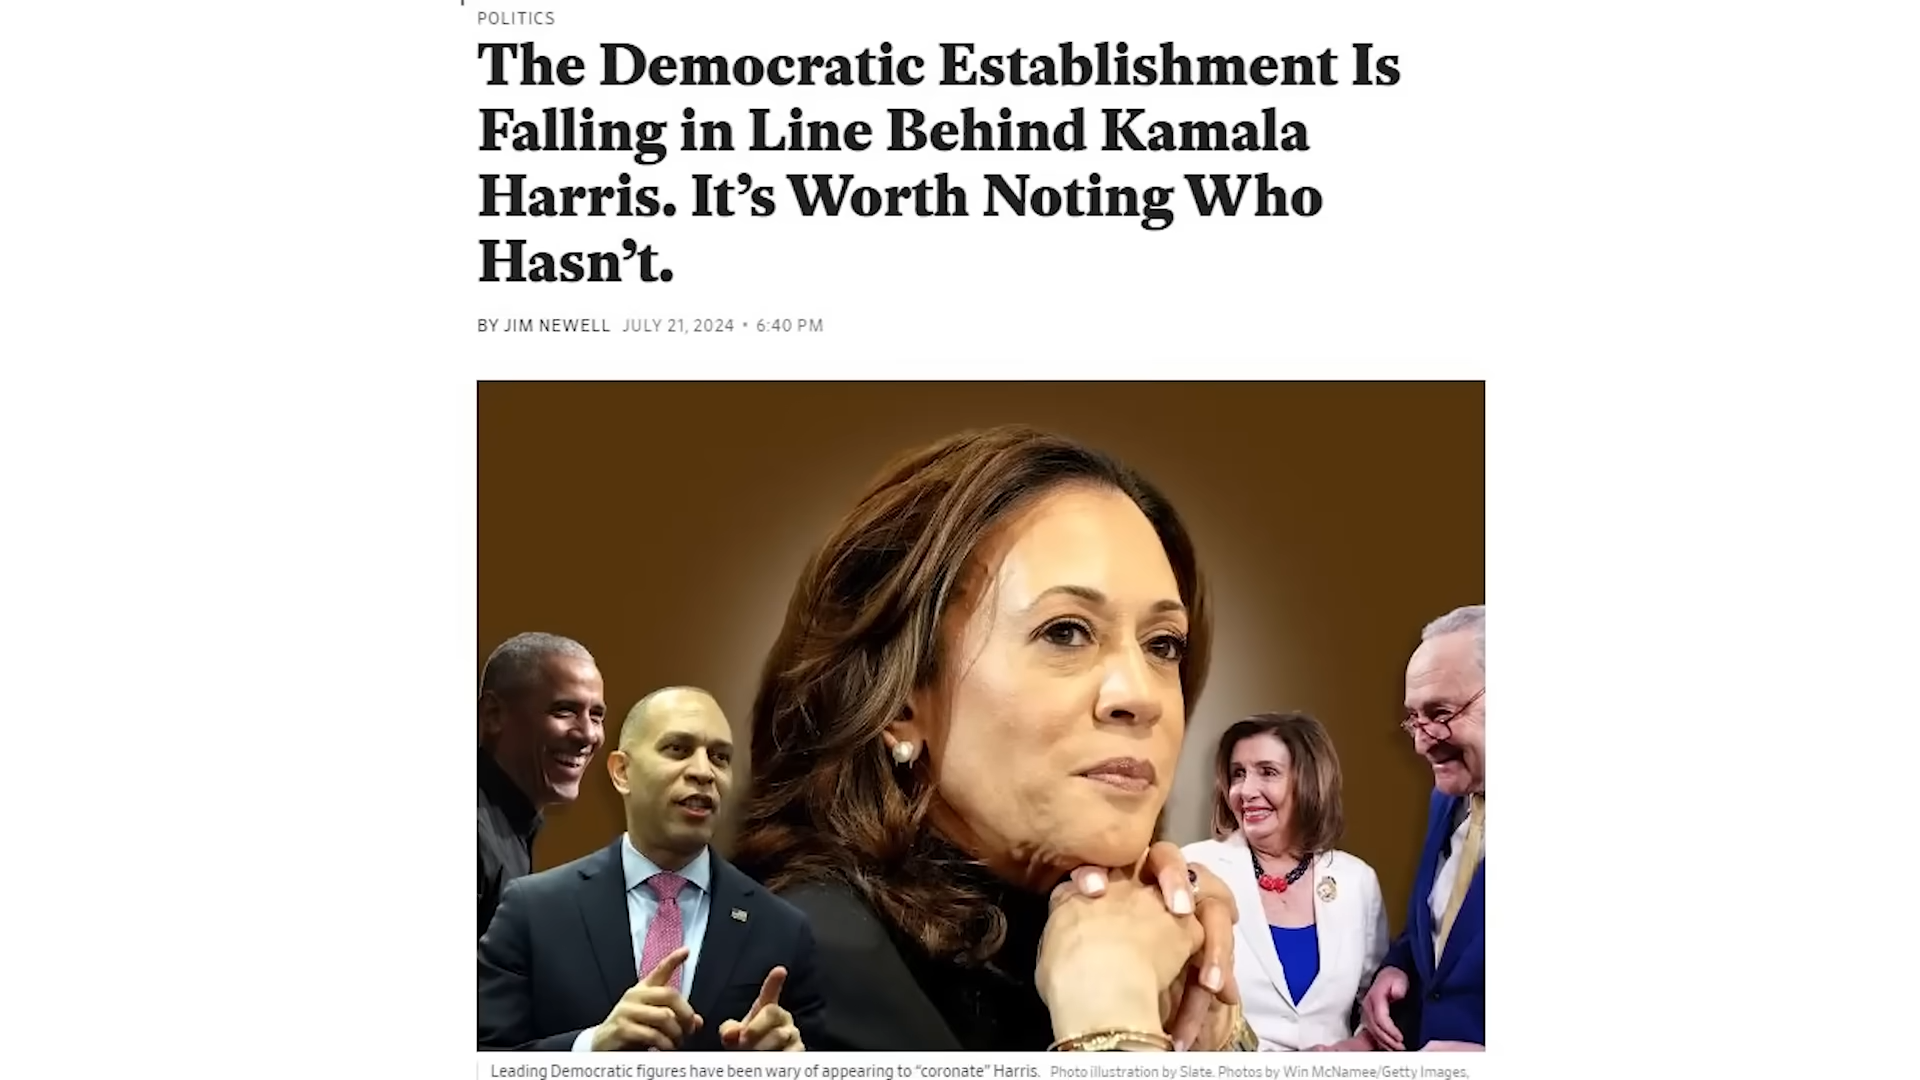 POLITICS
The Democratic Establishment Is
Falling in Line Behind Kamala
Harris. It’s Worth Noting Who
Hasn’t.
BY JIM NEWELL JULY 21, 2024 • 6:40 PM
Leading Democratic figures have been wary of appearing to “coronate” Harris. Photo illustration by Slate. Photos by Win McNamee/Getty Images,